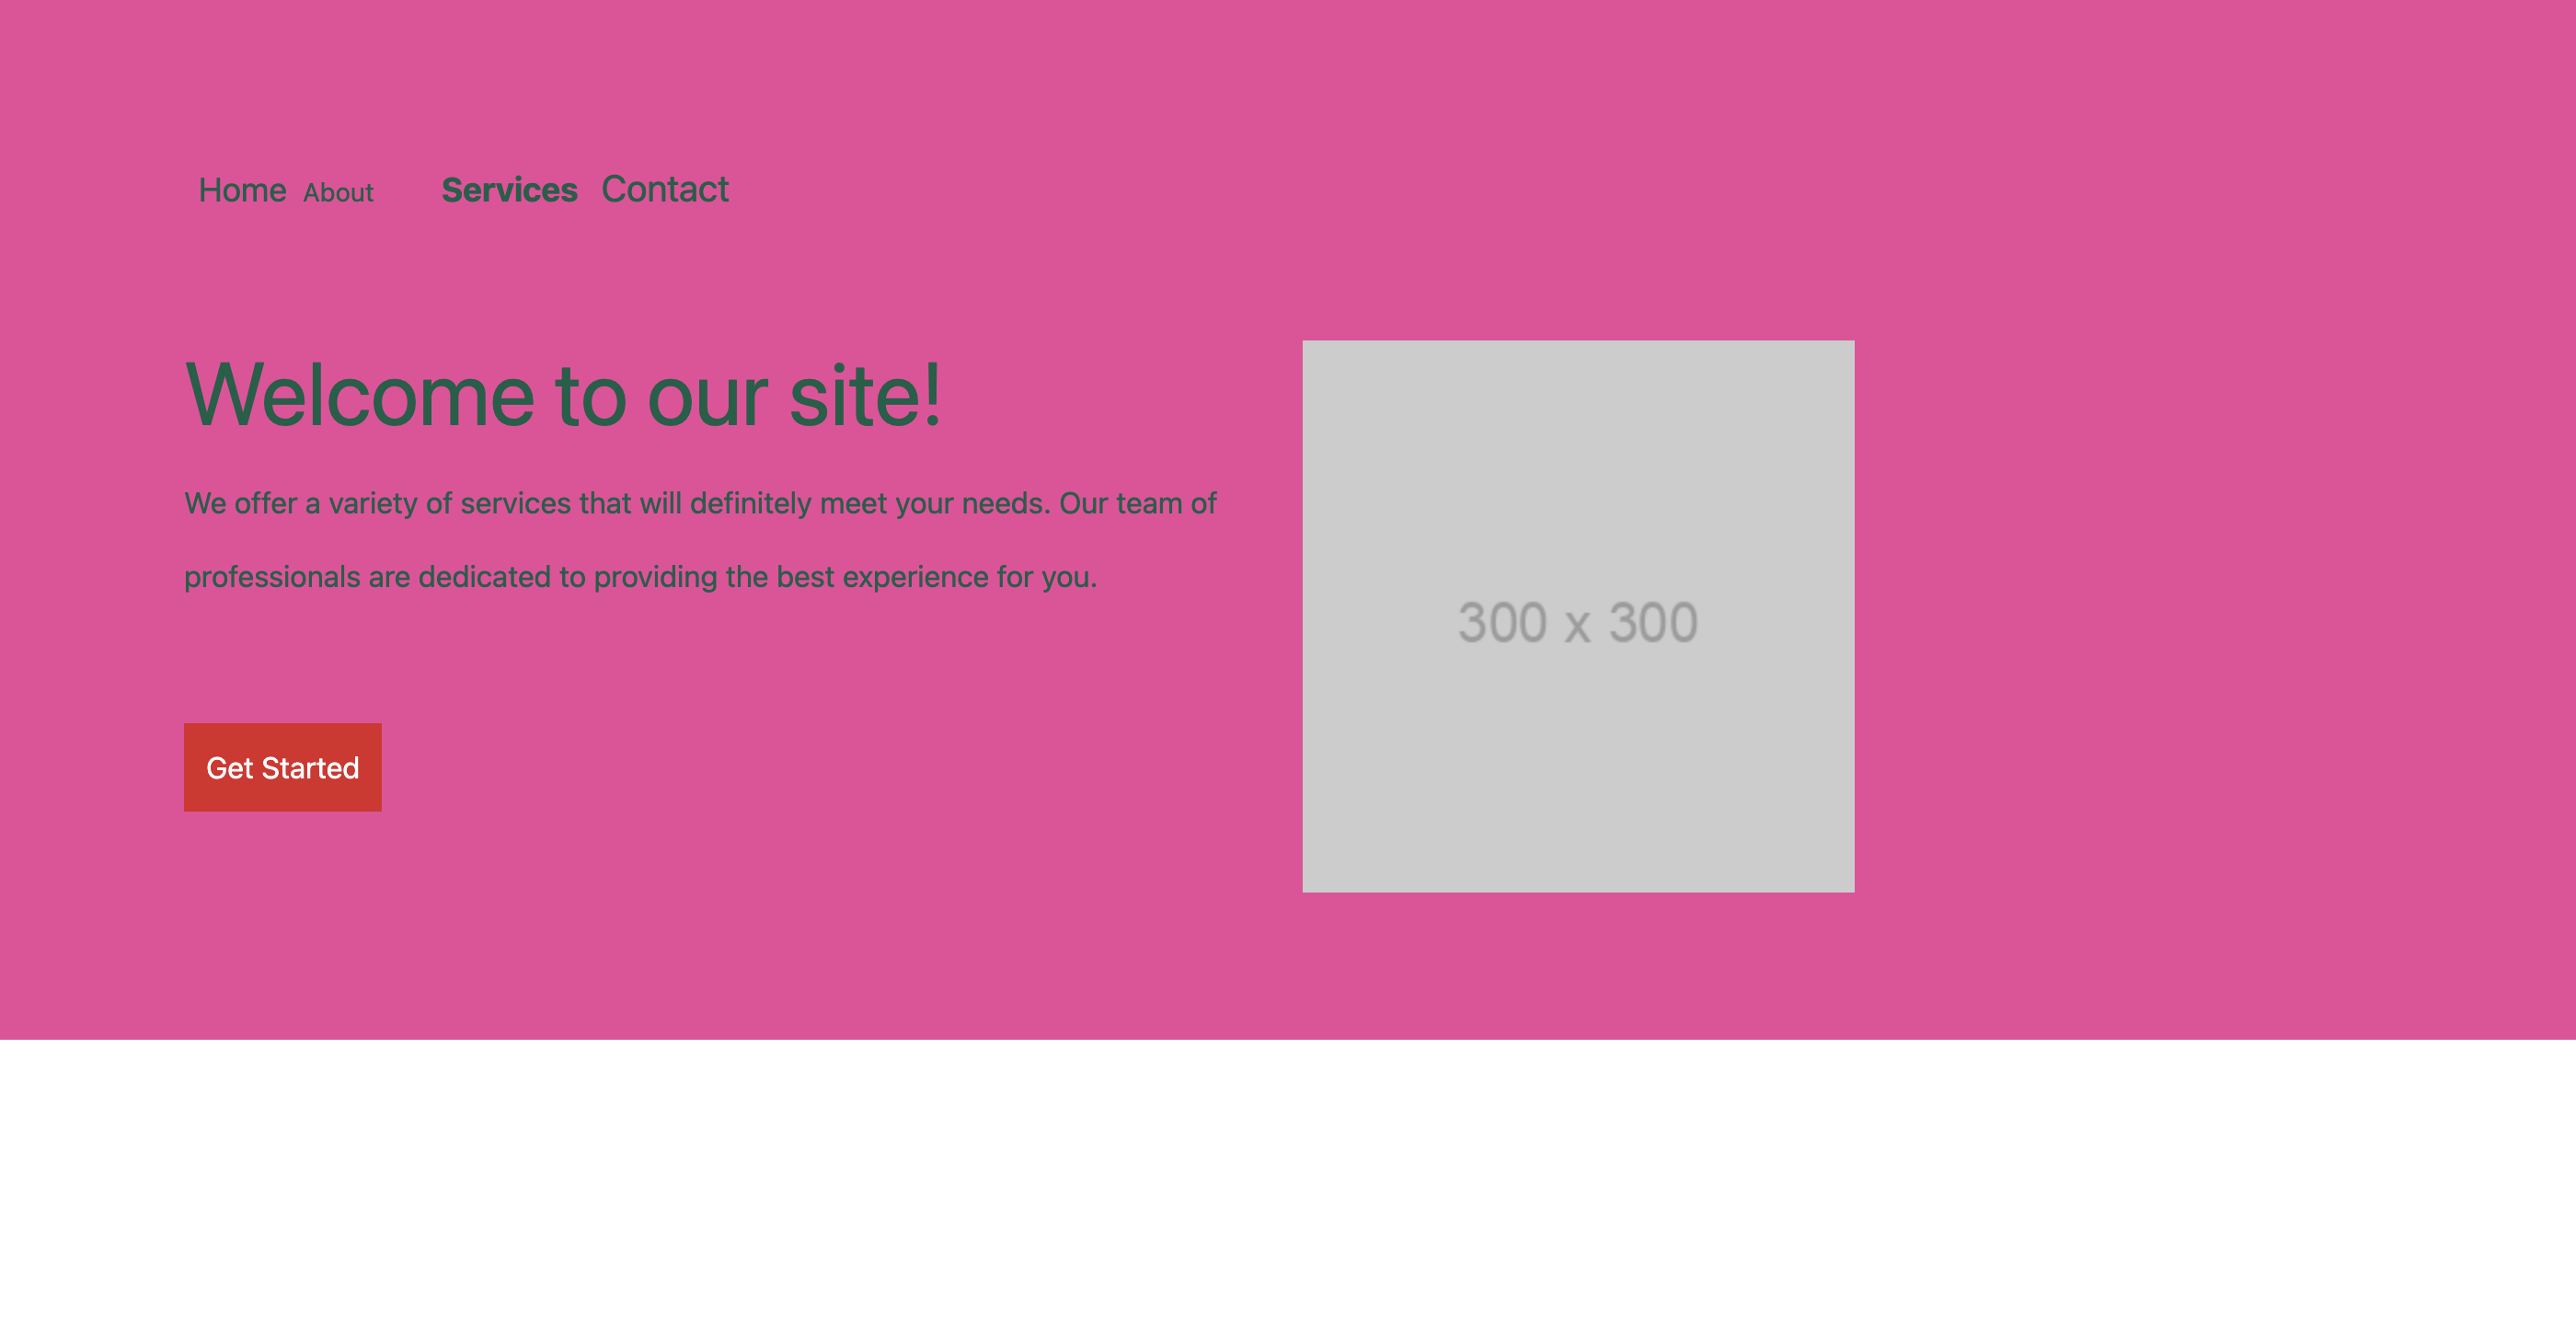 Home About Services Contact
Welcome to our site!
We offer a variety of services that will definitely meet your needs. Our team of
professionals are dedicated to providing the best experience for you.
Get Started
300 x 300